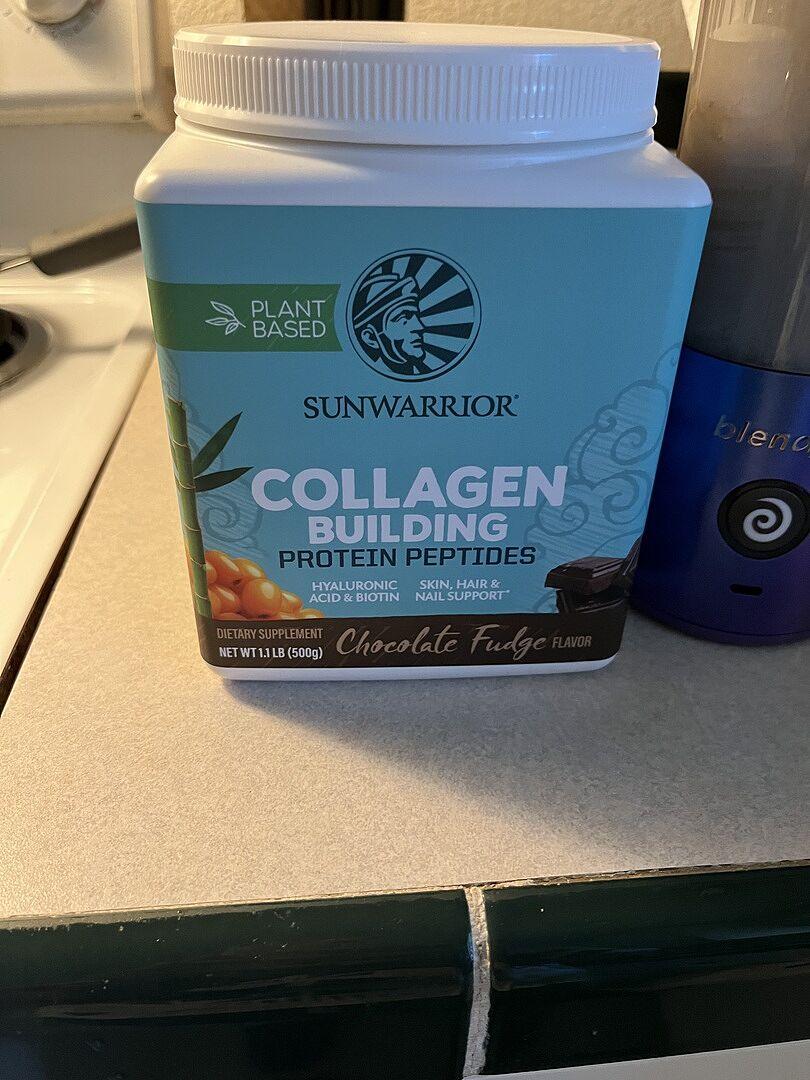 PLANT
BASED
SUNWARRIOR®
COLLAGEN
BUILDING
PROTEIN PEPTIDES
HYALURONIC
ACID & BIOTIN
SKIN, HAIR &
NAIL SUPPORT*
DIETARY SUPPLEMENT
NET WT 1.1 LB (500g)
Chocolate Fudge FLAVOR